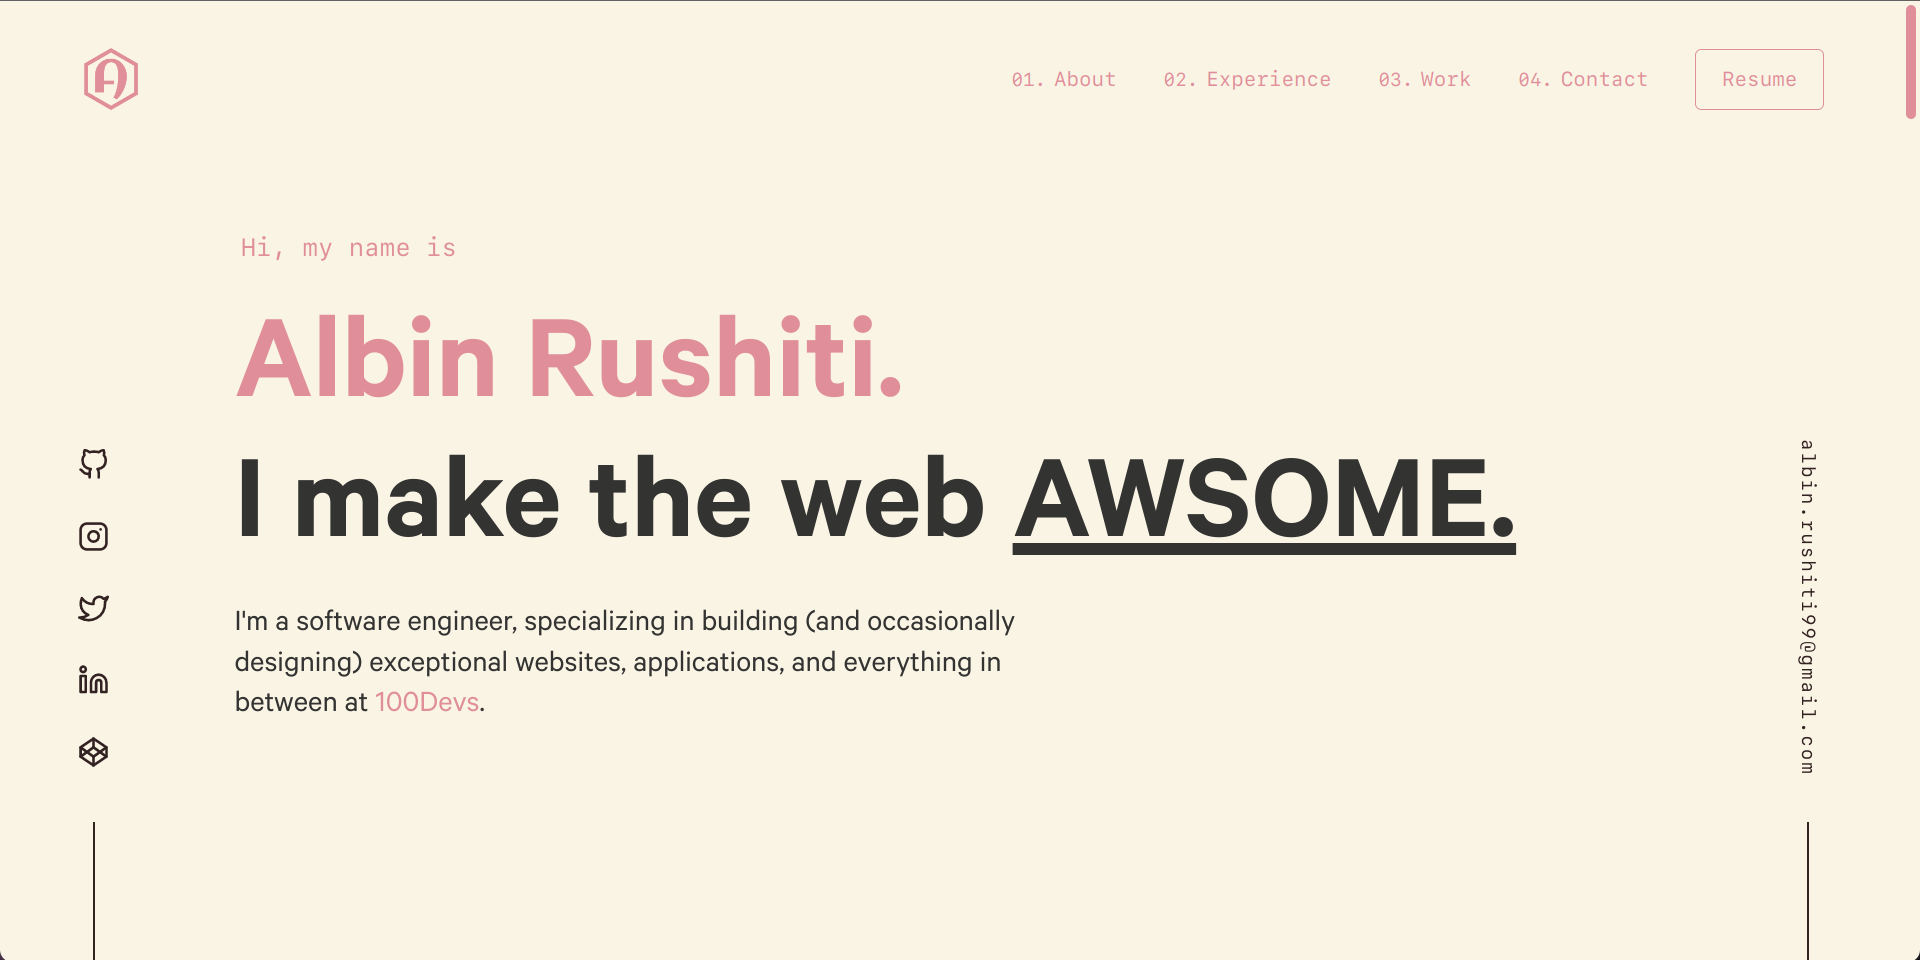 A
01. About 02. Experience 03. Work 04. Contact Resume
Hi, my name is
Albin Rushiti.
I make the web AWSOME.
I'm a software engineer, specializing in building (and occasionally
designing) exceptional websites, applications, and everything in
between at 100Devs.
in
albin.rushiti99@gmail.com